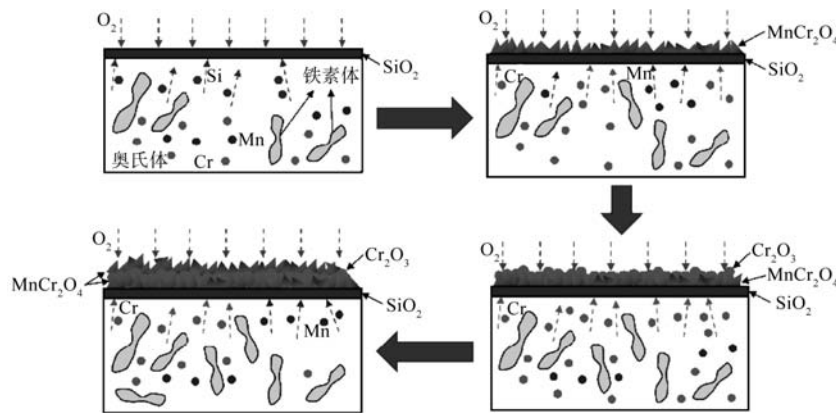 O₂
SiO₂
Si
铁素体
Mn
奥氏体
Cr
O₂
MnCr₂O₄
SiO₂
Cr
Mn
O₂
Cr₂O₃
MnCr₂O₄
SiO₂
Cr
Mn
O₂
Cr₂O₃
MnCr₂O₄
SiO₂
Cr